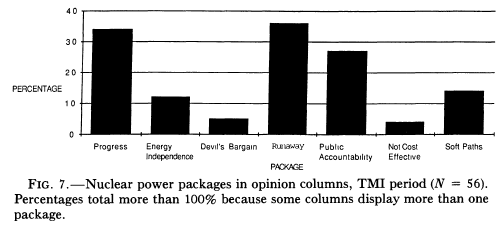 40
30
20
10
0
PERCENTAGE
Progress
Energy Independence
Devil's Bargain
Runaway
Public Accountability
Not Cost Effective
Soft Paths
PACKAGE
FIG. 7.—Nuclear power packages in opinion columns, TMI period (N = 56).
Percentages total more than 100% because some columns display more than one
package.